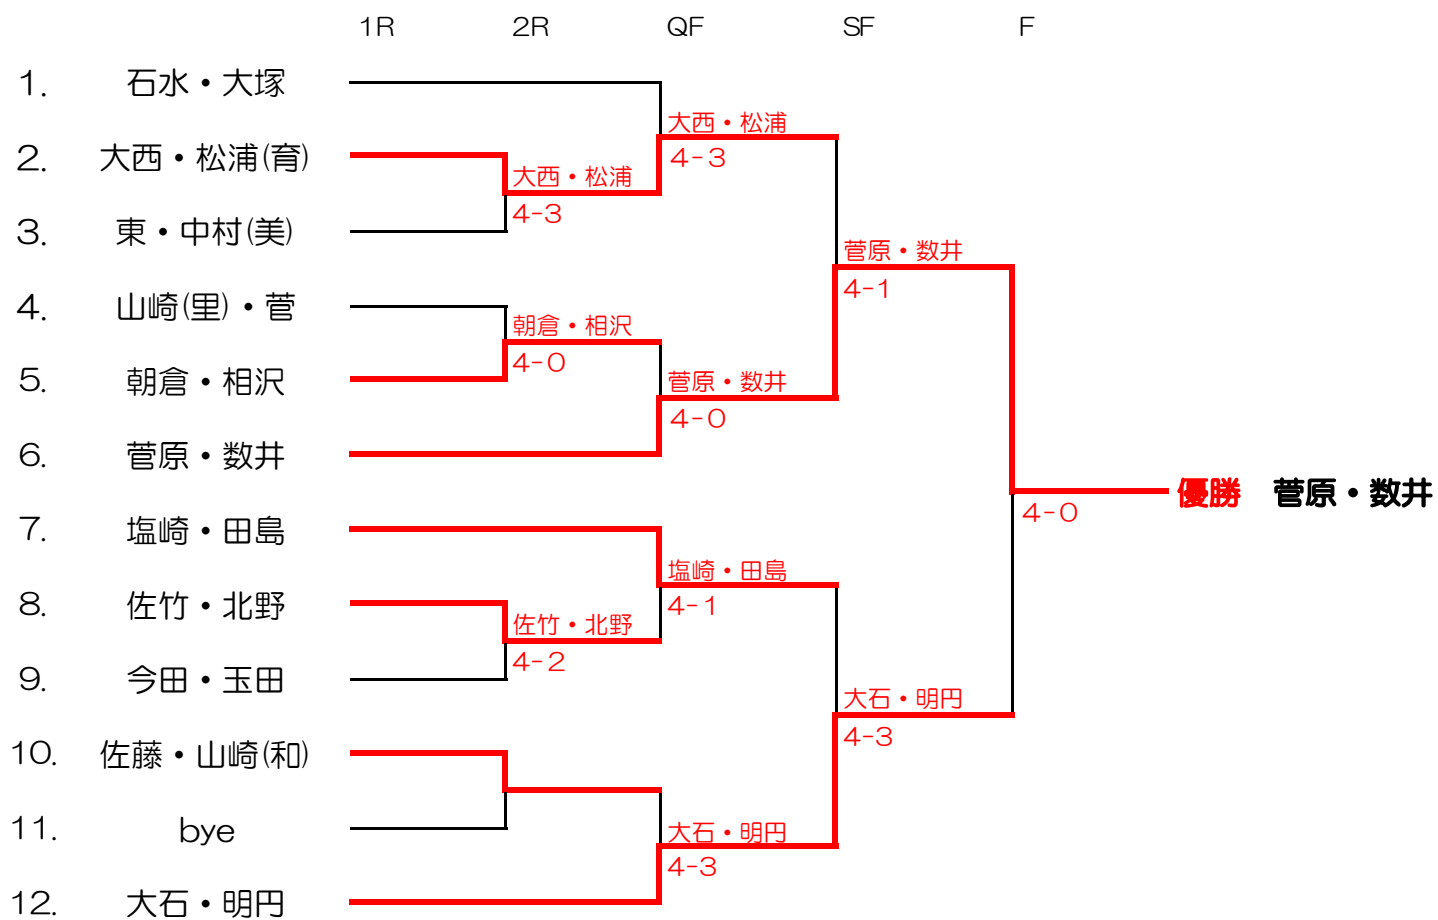 1R 2R QF SF F
1. 石水・大塚
大西・松浦
2. 大西・松浦(育)
4-3
大西・松浦
4-3
3. 東・中村(美)
菅原・数井
4-1
4. 山崎(里)・菅
朝倉・相沢
4-0
5. 朝倉・相沢
菅原・数井
4-0
6. 菅原・数井
優勝 菅原・数井
4-0
7. 塩崎・田島
塩崎・田島
4-1
8. 佐竹・北野
佐竹・北野
4-2
9. 今田・玉田
大石・明円
4-3
10. 佐藤・山崎(和)
11. bye
大石・明円
4-3
12. 大石・明円